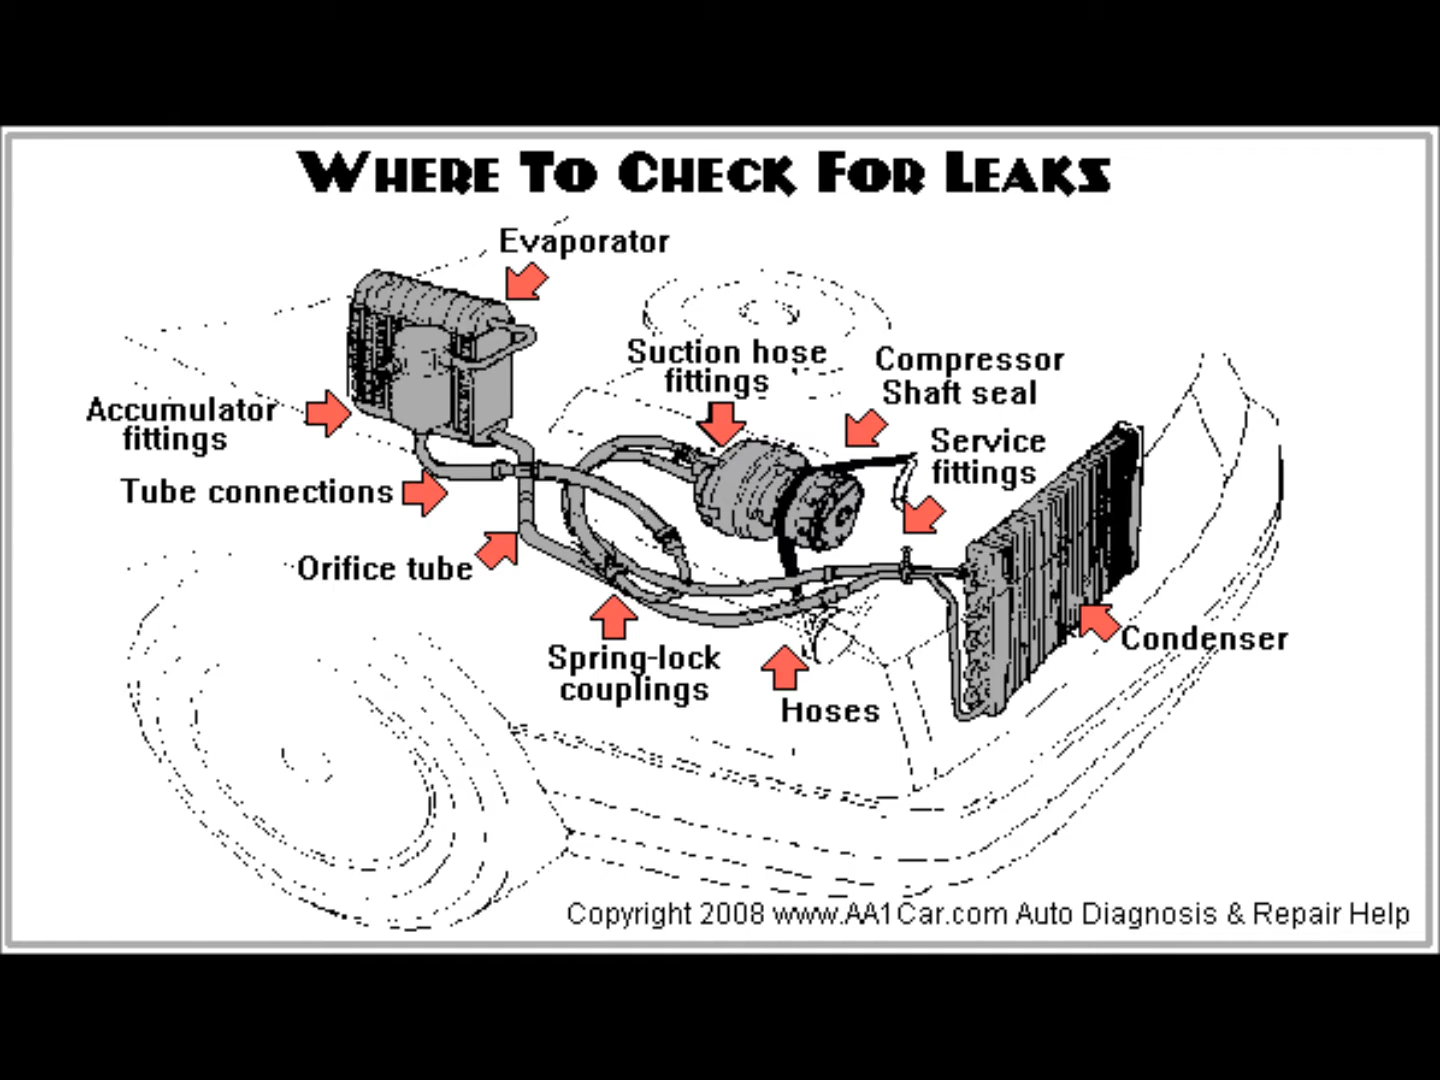 WHERE TO CHECK FOR LEAKS
Evaporator
Suction hose
fittings
Compressor
Shaft seal
Accumulator
fittings
Service
fittings
Tube connections
Orifice tube
Spring-lock
couplings
Condenser
Hoses
Copyright 2008 www.AA1Car.com Auto Diagnosis & Repair Help